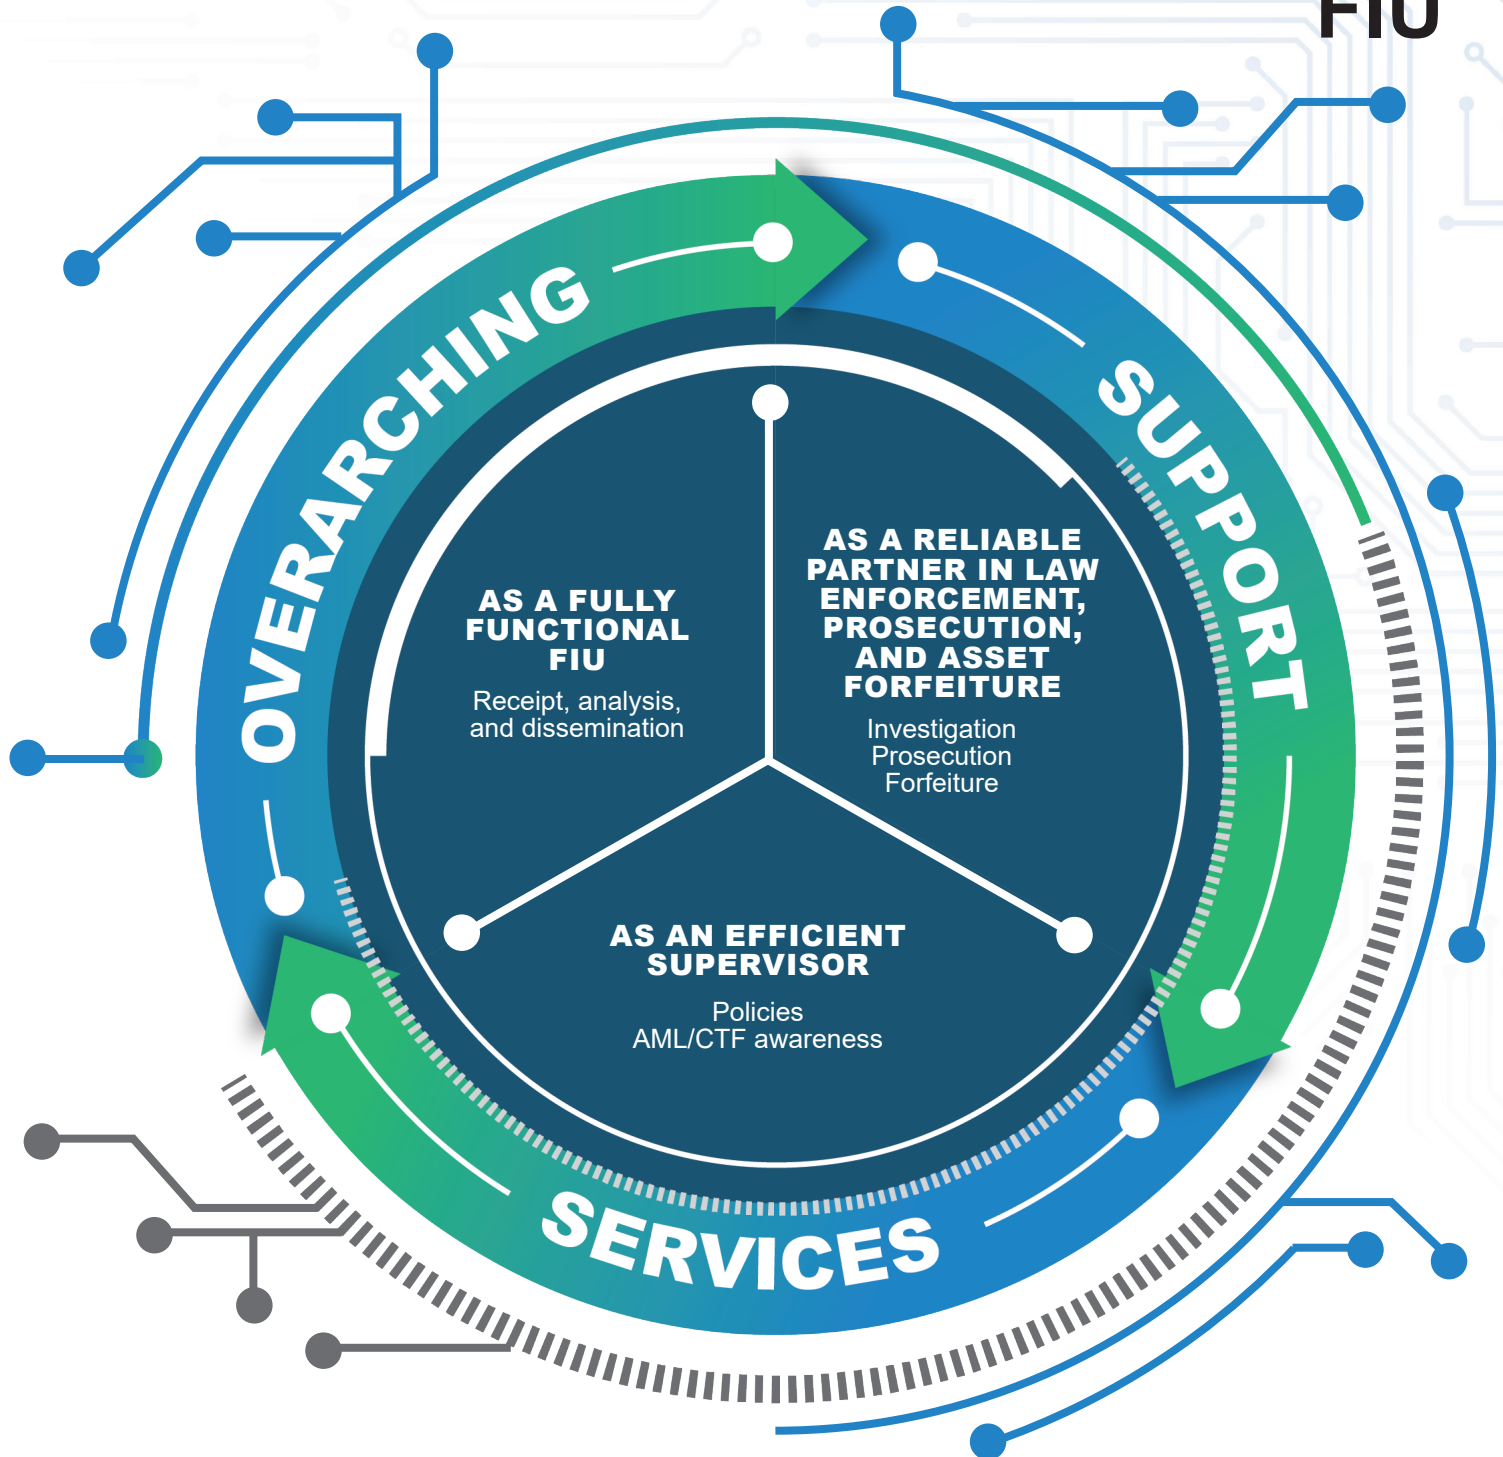 FIU
OVERARCHING
SUPPORT
SERVICES
AS A FULLY
FUNCTIONAL
FIU
Receipt, analysis,
and dissemination
AS A RELIABLE
PARTNER IN LAW
ENFORCEMENT,
PROSECUTION,
AND ASSET
FORFEITURE
Investigation
Prosecution
Forfeiture
AS AN EFFICIENT
SUPERVISOR
Policies
AML/CTF awareness